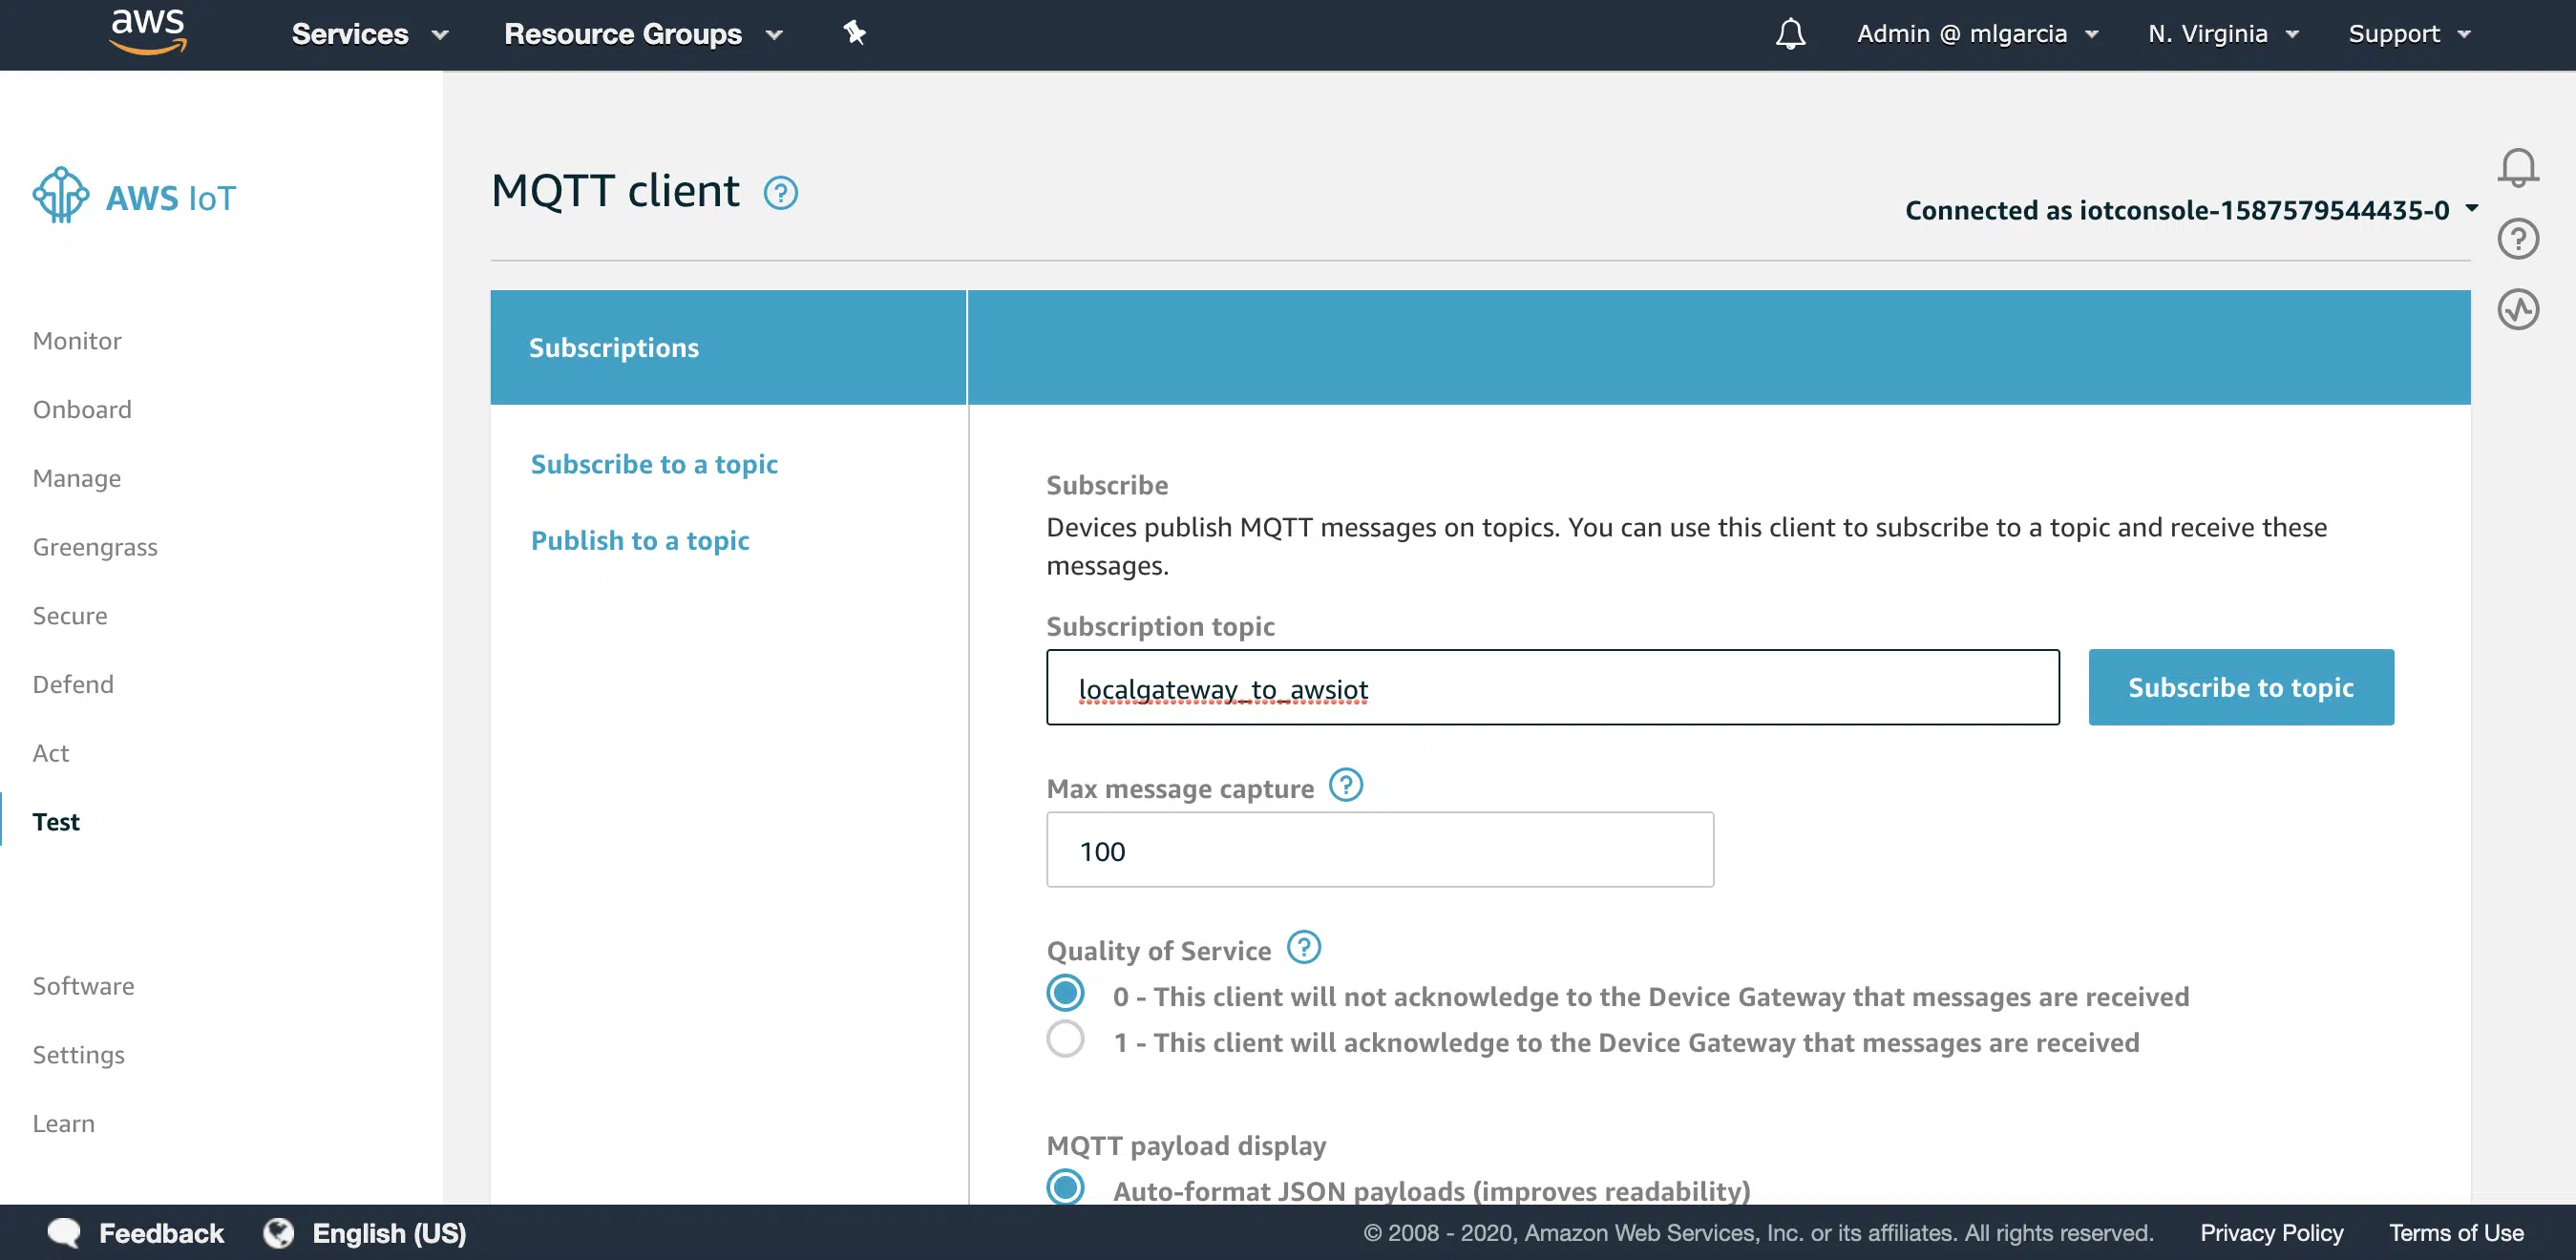 aws Services Resource Groups Admin @ mlgarcia N. Virginia Support
AWS IoT
Monitor
Onboard
Manage
Greengrass
Secure
Defend
Act
Test
Software
Settings
Learn
MQTT client
Connected as iotconsole-1587579544435-0
Subscriptions
Subscribe to a topic
Publish to a topic
Subscribe
Devices publish MQTT messages on topics. You can use this client to subscribe to a topic and receive these
messages.
Subscription topic
localgateway_to_awsiot
Subscribe to topic
Max message capture
100
Quality of Service
0 - This client will not acknowledge to the Device Gateway that messages are received
1 - This client will acknowledge to the Device Gateway that messages are received
MQTT payload display
Auto-format JSON payloads (improves readability)
Feedback English (US) © 2008 - 2020, Amazon Web Services, Inc. or its affiliates. All rights reserved. Privacy Policy Terms of Use